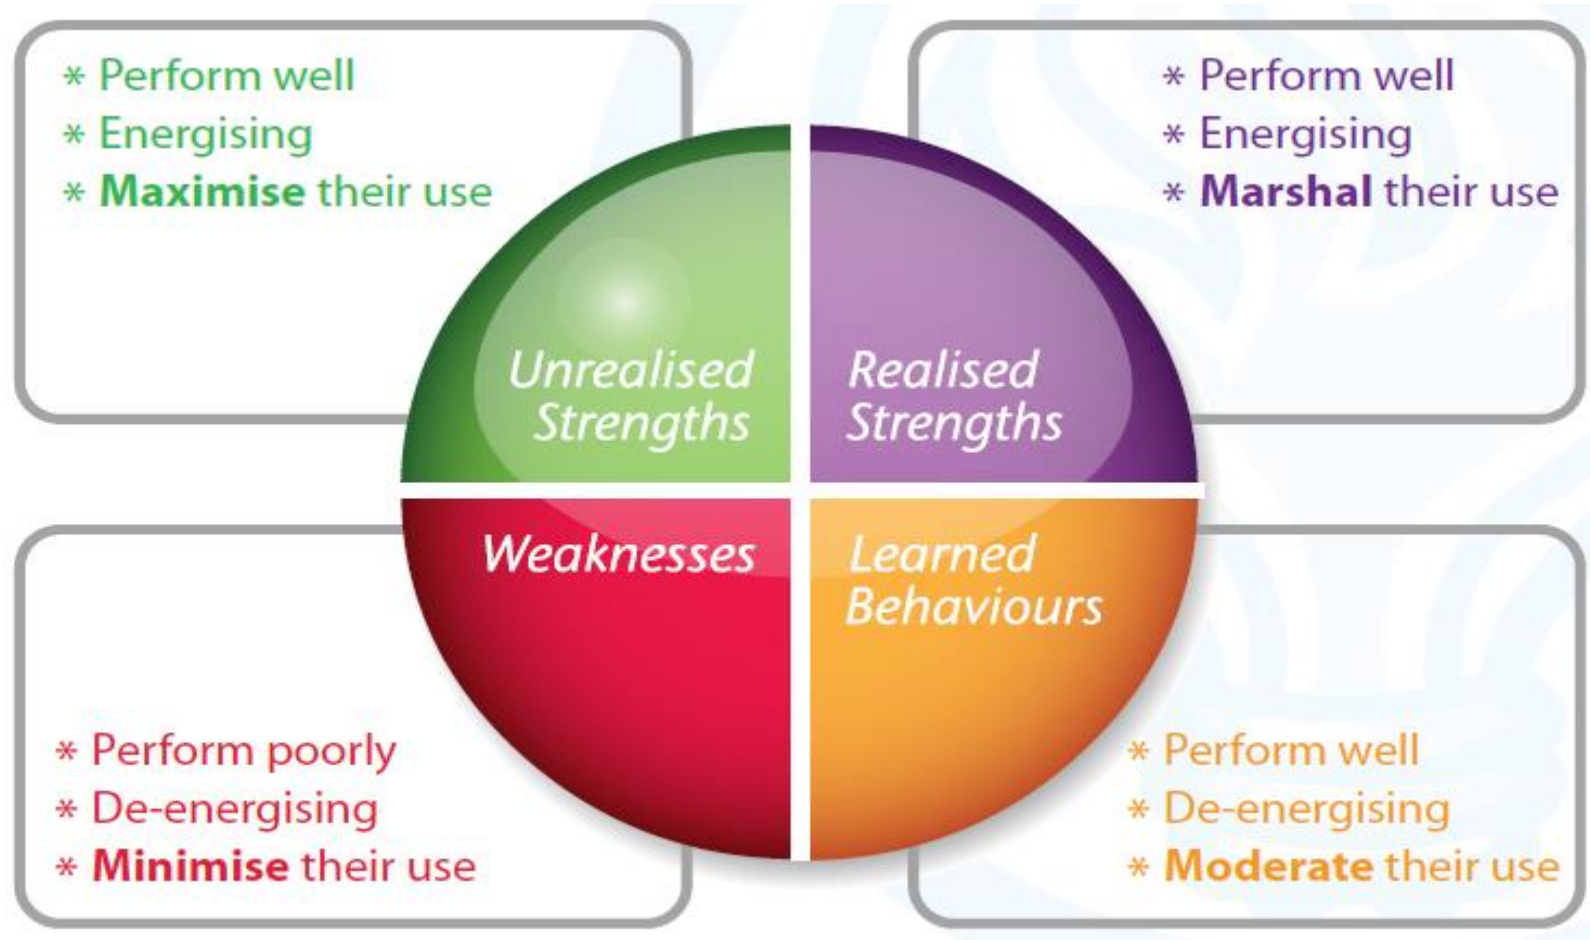 * Perform well
* Energising
* Maximise their use
* Perform well
* Energising
* Marshal their use
Unrealised
Strengths
Realised
Strengths
Weaknesses
Learned
Behaviours
* Perform poorly
* De-energising
* Minimise their use
* Perform well
* De-energising
* Moderate their use